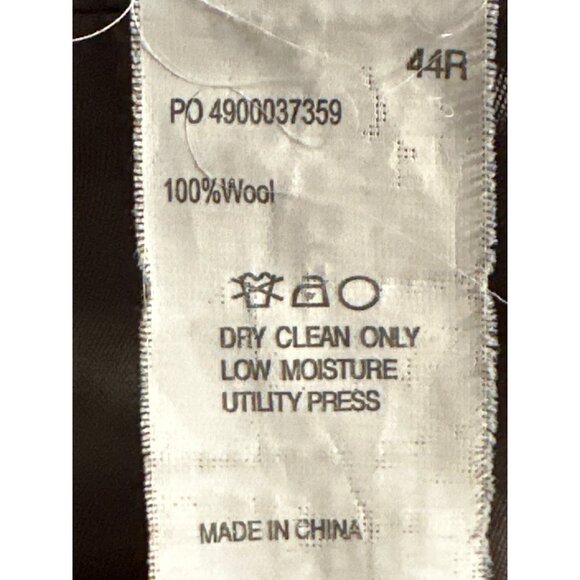 44R
PO 4900037359
100%Wool
DRY CLEAN ONLY
LOW MOISTURE
UTILITY PRESS
MADE IN CHINA